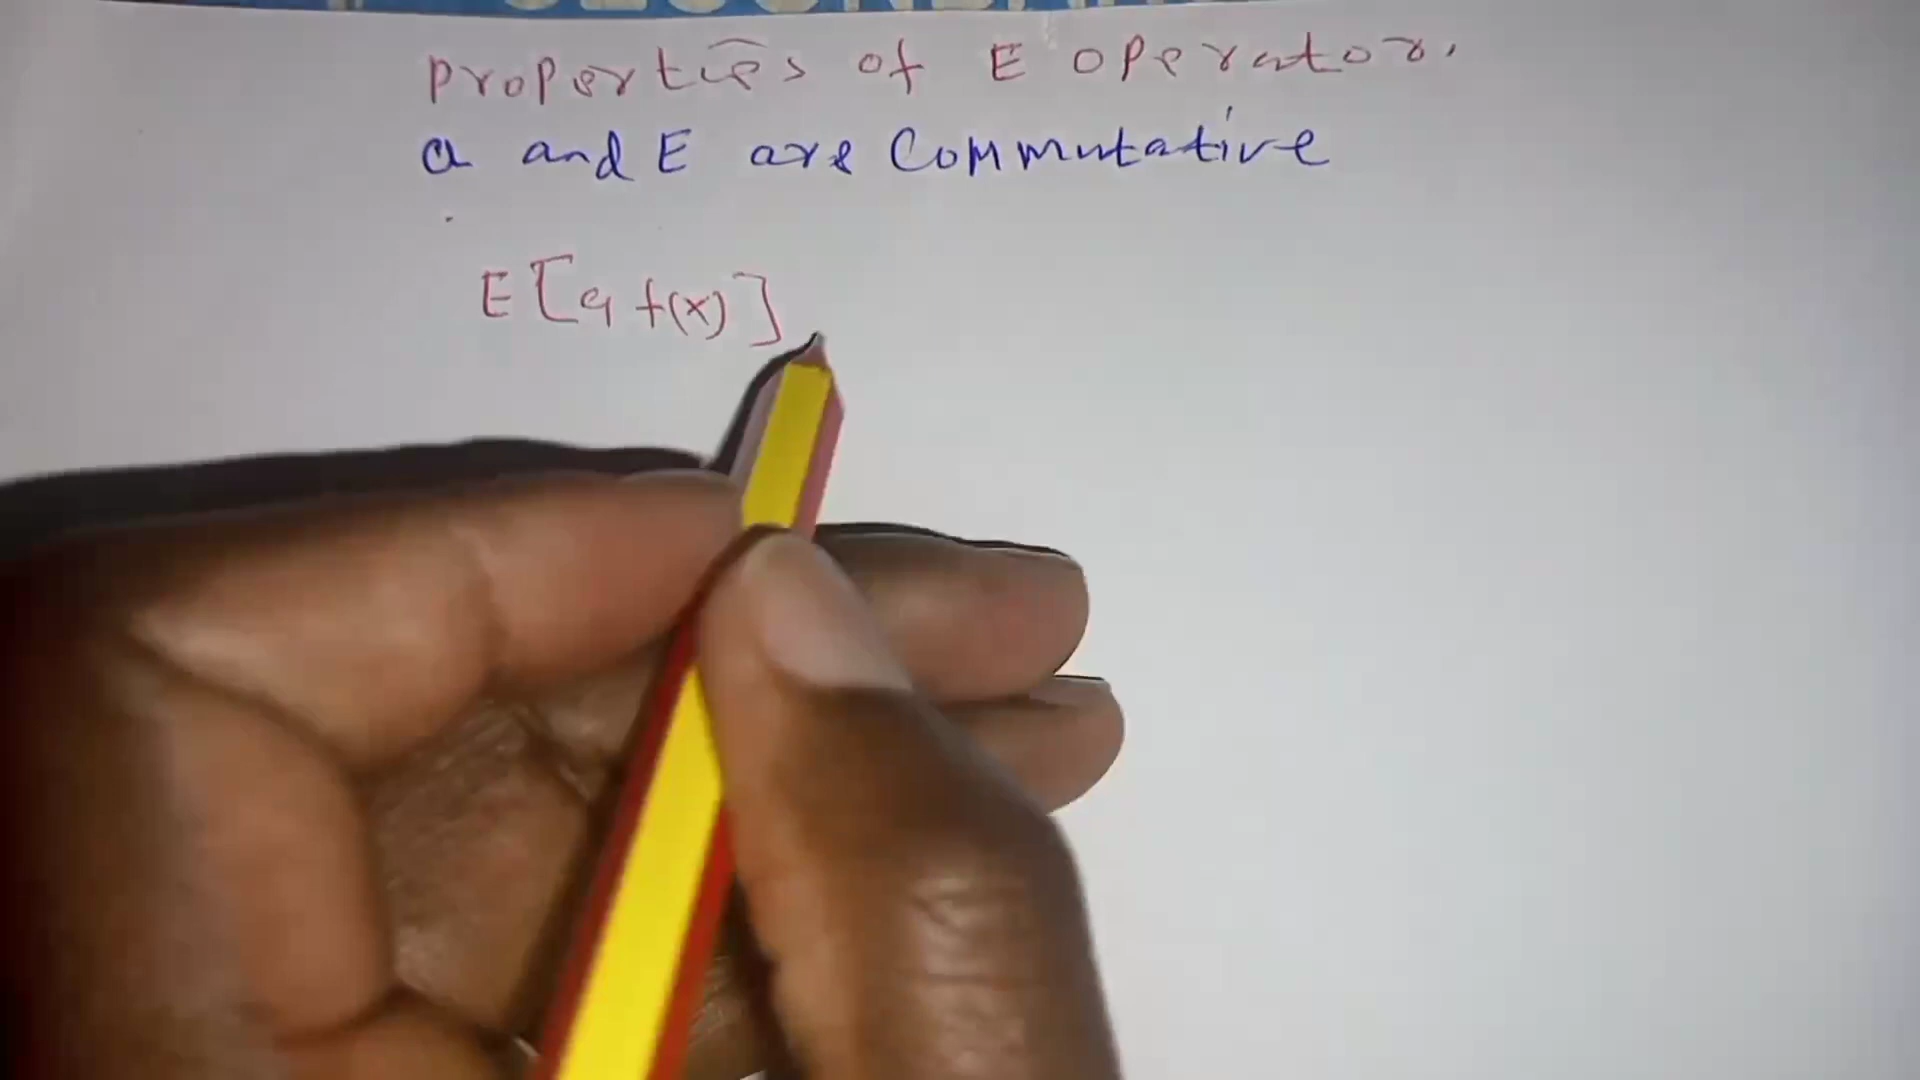 Properties of E operator.
a and E are Commutative
E[a f(x)]